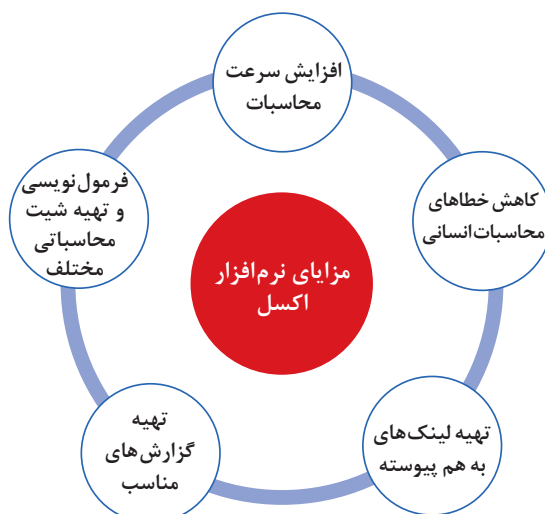 افزایش سرعت
محاسبات
کاهش خطاهای
محاسبات‌انسانی
تهیه لینک‌های
به هم پیوسته
تهیه
گزارش‌های
مناسب
فرمول‌نویسی
و تهیه شیت
محاسباتی
مختلف
مزایای نرم‌افزار
اکسل